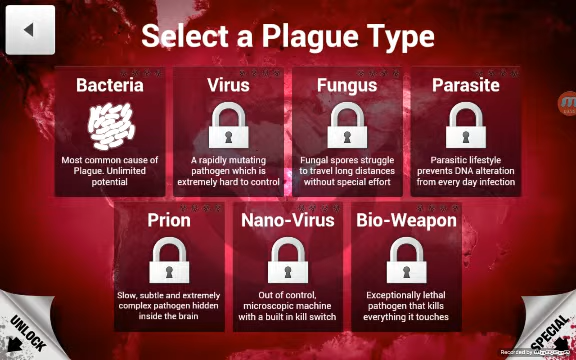 Select a Plague Type
Bacteria
Most common cause of
Plague. Unlimited
potential
Virus
A rapidly mutating
pathogen which is
extremely hard to control
Fungus
Fungal spores struggle
to travel long distances
without special effort
Parasite
Parasitic lifestyle
prevents DNA alteration
from every day infection
Prion
Slow, subtle and extremely
complex pathogen hidden
inside the brain
Nano-Virus
Out of control,
microscopic machine
with a built in kill switch
Bio-Weapon
Exceptionally lethal
pathogen that kills
everything it touches
UNLOCK
SPECIAL
Recorded by